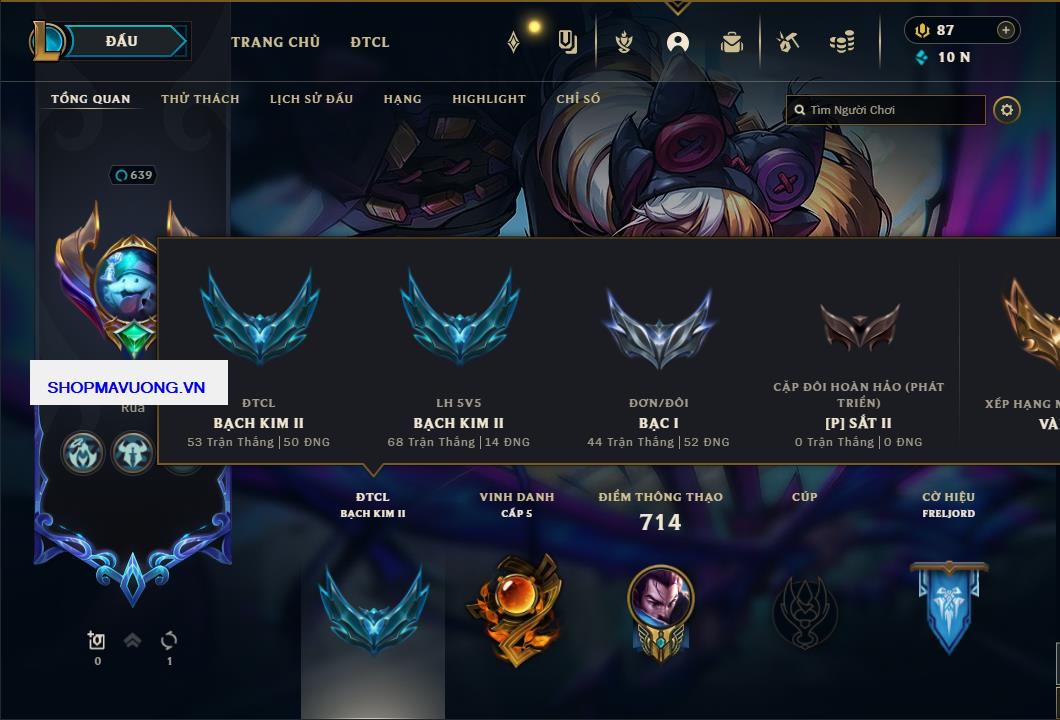 ĐẤU
TRANG CHỦ
ĐTCL
87
10 N
TỔNG QUAN
THỬ THÁCH
LỊCH SỬ ĐẤU
HẠNG
HIGHLIGHT
CHỈ SỐ
Tìm Người Chơi
639
SHOPMAVUONG.VN
Rùa
ĐTCL
BẠCH KIM II
53 Trận Thắng | 50 ĐNG
LH 5V5
BẠCH KIM II
68 Trận Thắng | 14 ĐNG
ĐƠN/ĐÔI
BẠC I
44 Trận Thắng | 52 ĐNG
CẶP ĐÔI HOÀN HẢO (PHÁT
TRIỂN)
[P] SẮT II
0 Trận Thắng | 0 ĐNG
XẾP HẠNG
ĐTCL
BẠCH KIM II
VINH DANH
CẤP 5
ĐIỂM THÔNG THẠO
714
CÚP
CỜ HIỆU
FRELJORD
0
1